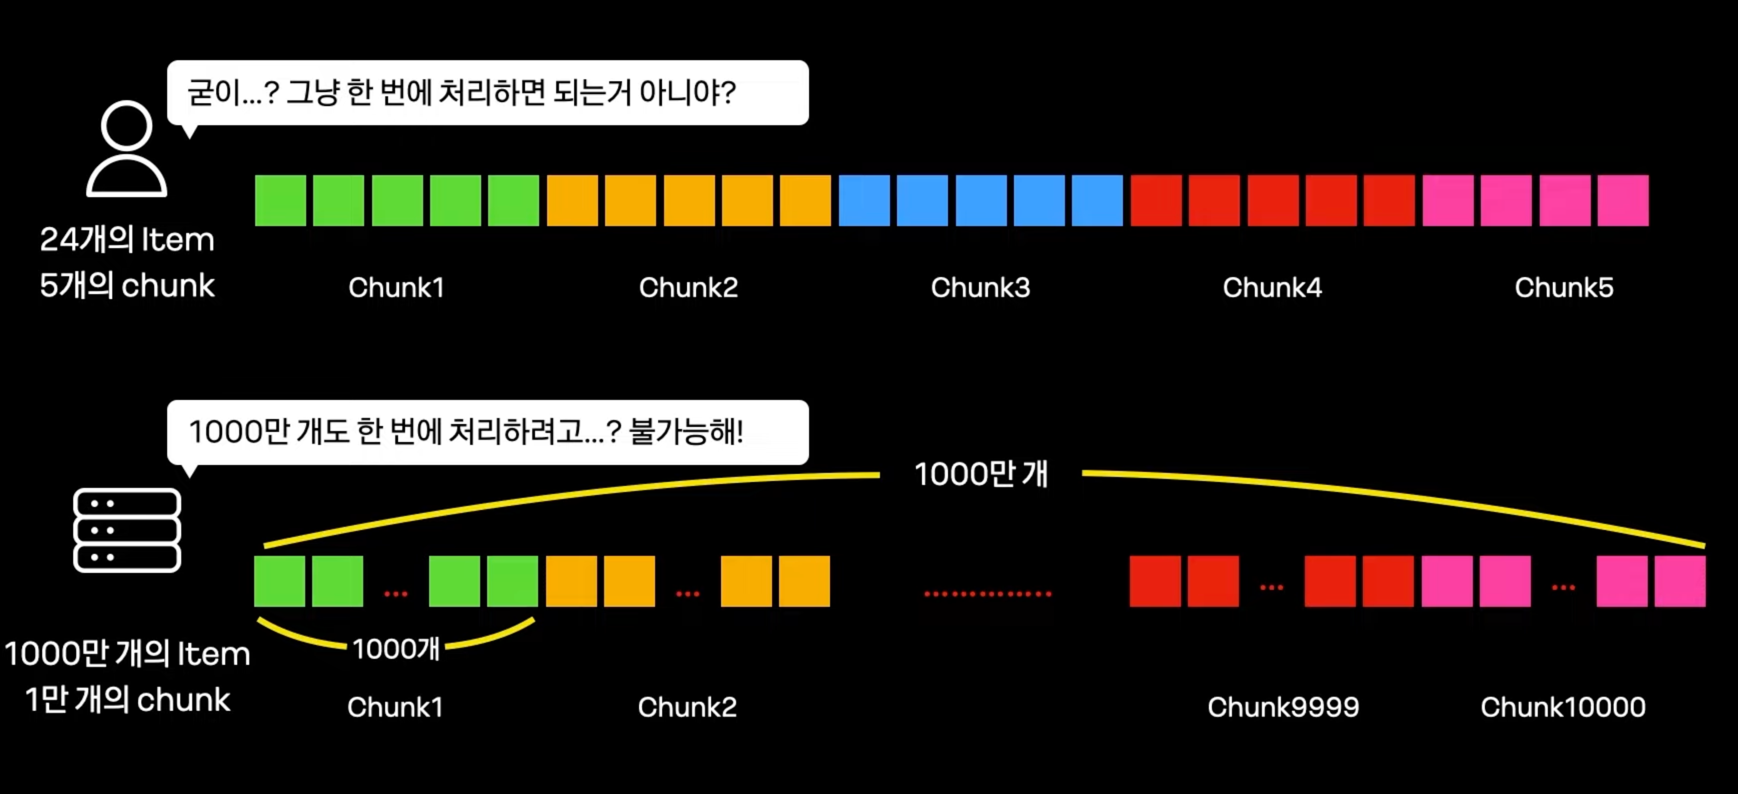 굳이...? 그냥 한 번에 처리하면 되는거 아니야?
24개의 Item
5개의 chunk
Chunk1
Chunk2
Chunk3
Chunk4
Chunk5
1000만 개도 한 번에 처리하려고...? 불가능해!
1000만 개
... ... ............. ... ...
1000개
1000만 개의 Item
1만 개의 chunk
Chunk1
Chunk2
Chunk9999
Chunk10000